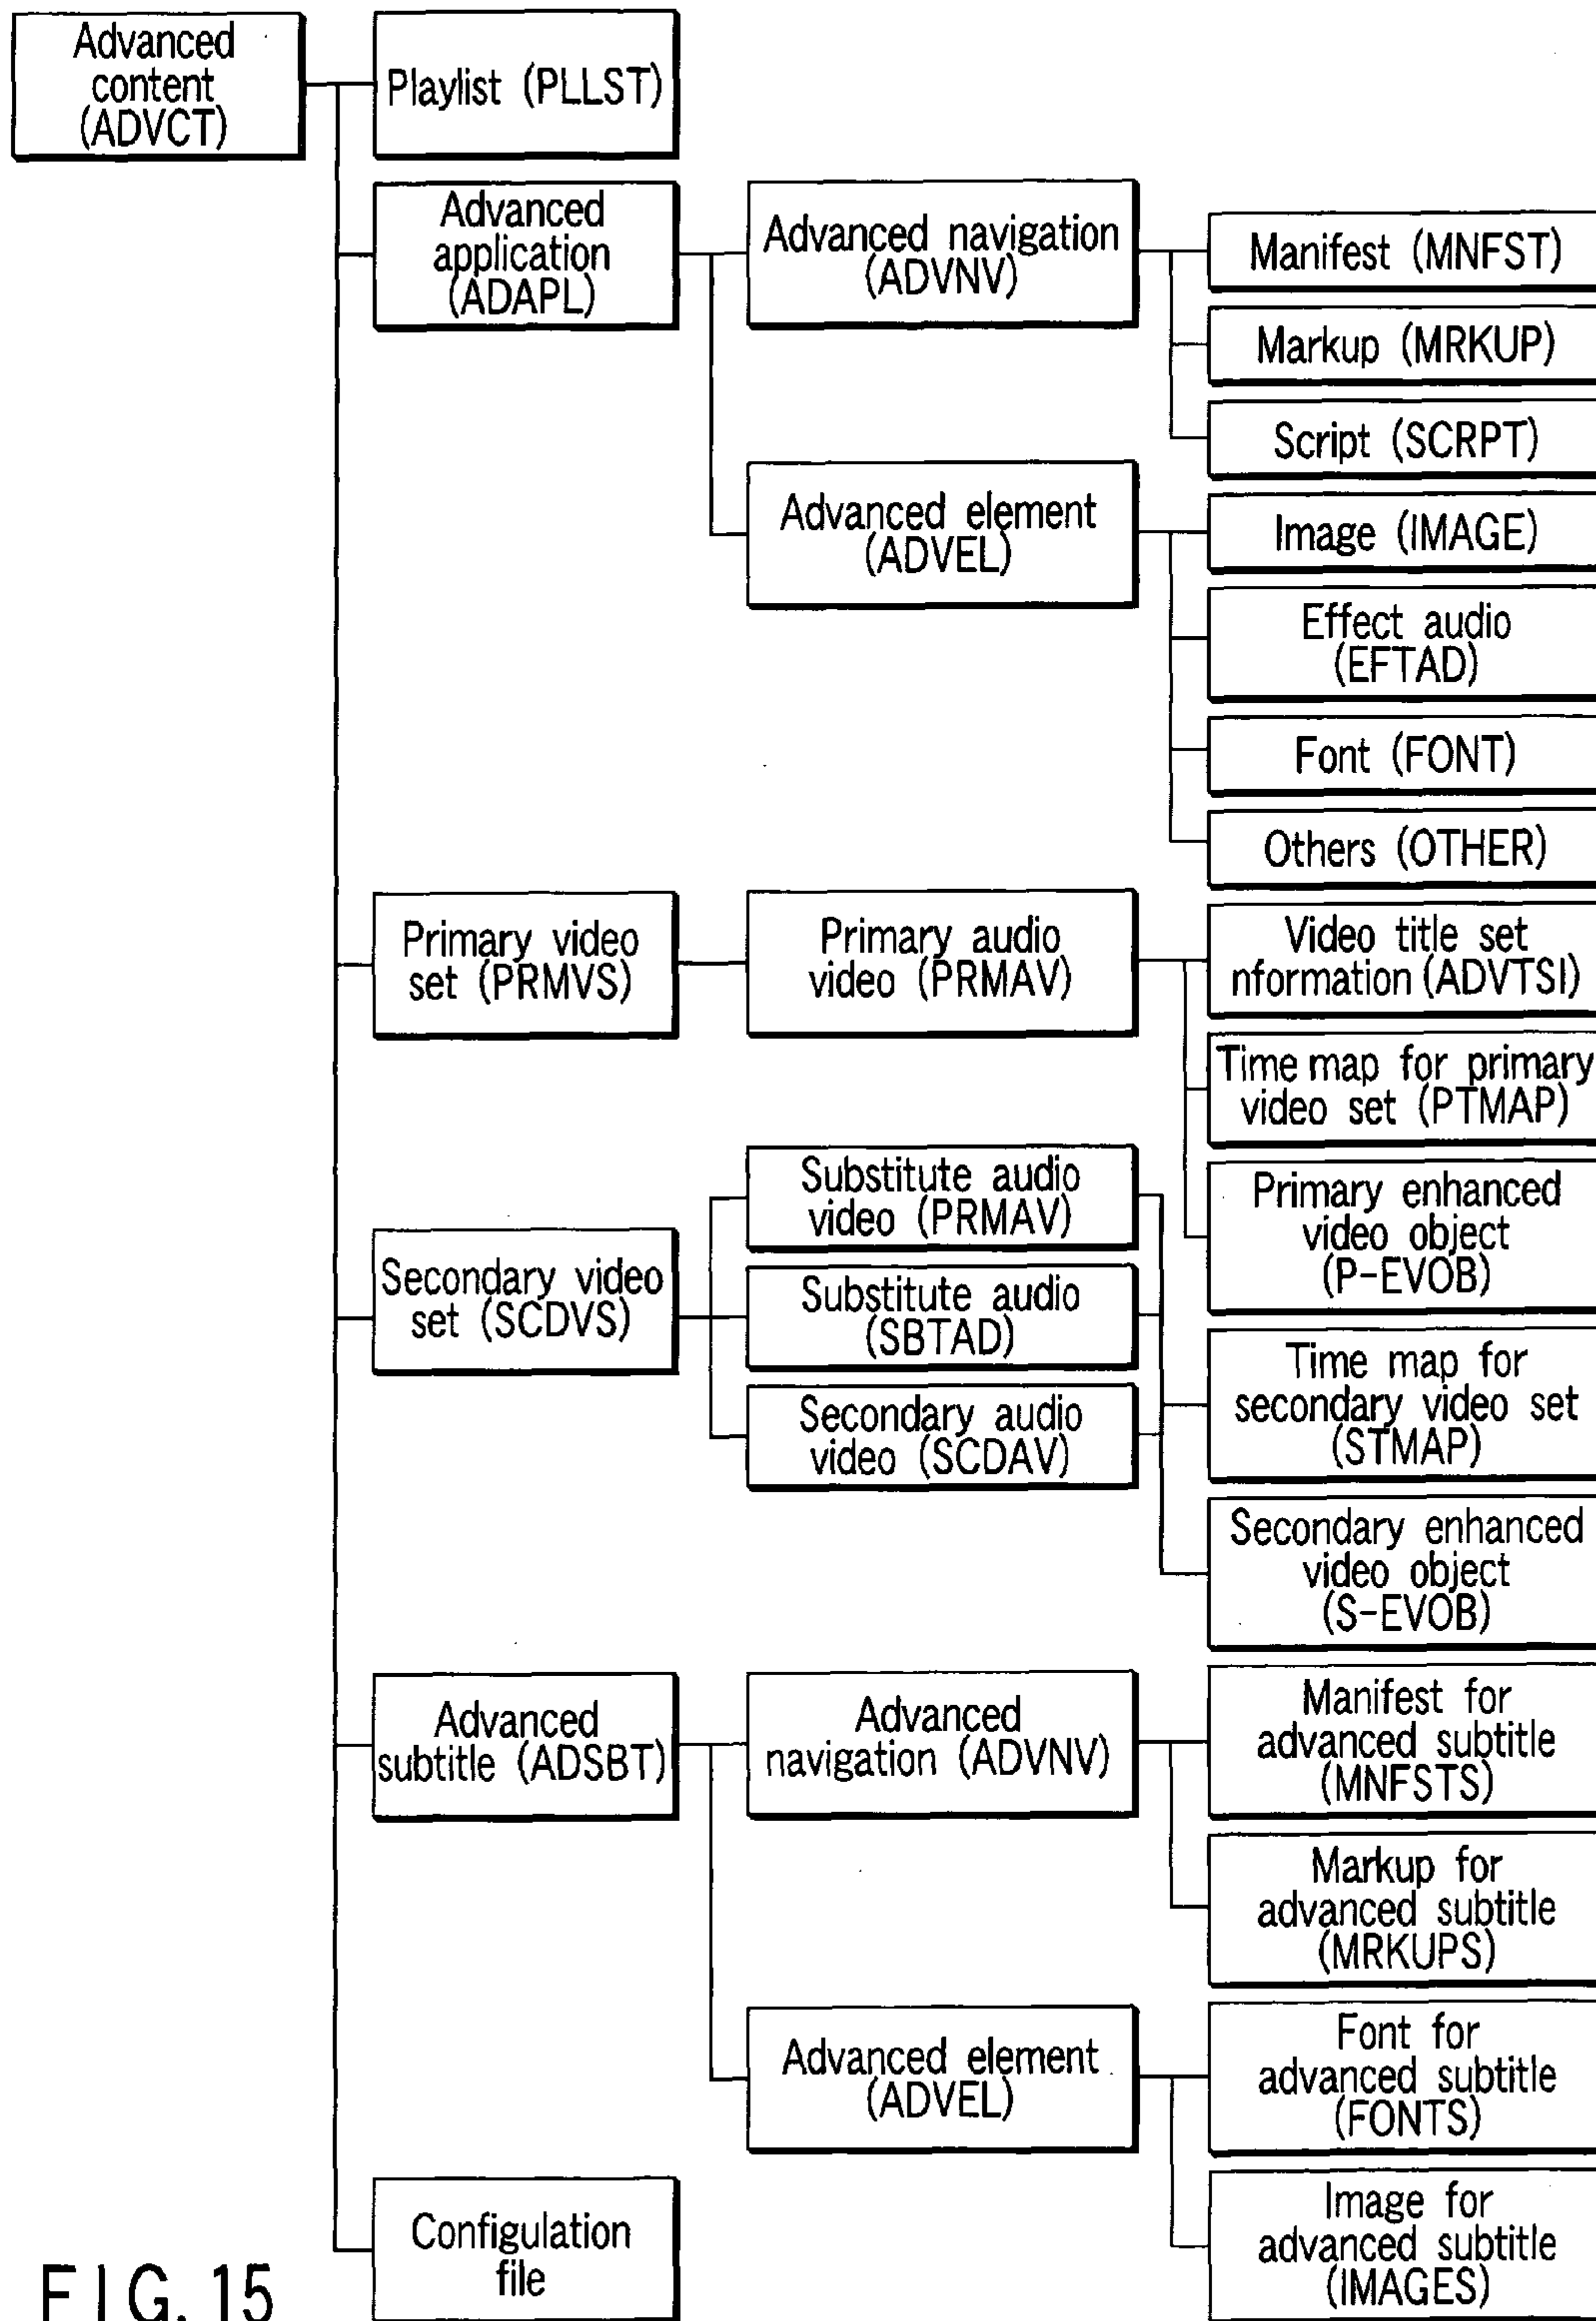 Advanced
content
(ADVCT)
Playlist (PLLST)
Advanced
application
(ADAPL)
Advanced navigation
(ADVNV)
Manifest (MNFST)
Markup (MRKUP)
Script (SCRPT)
Advanced element
(ADVEL)
Image (IMAGE)
Effect audio
(EFTAD)
Font (FONT)
Others (OTHER)
Primary video
set (PRMVS)
Primary audio
video (PRMAV)
Video title set
nformation (ADVTSI)
Time map for primary
video set (PTMAP)
Primary enhanced
video object
(P-EVOB)
Secondary video
set (SCDVS)
Substitute audio
video (PRMAV)
Substitute audio
(SBTAD)
Secondary audio
video (SCDAV)
Time map for
secondary video set
(STMAP)
Secondary enhanced
video object
(S-EVOB)
Advanced
subtitle (ADSBT)
Advanced
navigation (ADVNV)
Manifest for
advanced subtitle
(MNFSTS)
Markup for
advanced subtitle
(MRKUPS)
Advanced element
(ADVEL)
Font for
advanced subtitle
(FONTS)
Image for
advanced subtitle
(IMAGES)
Configulation
file
FIG. 15